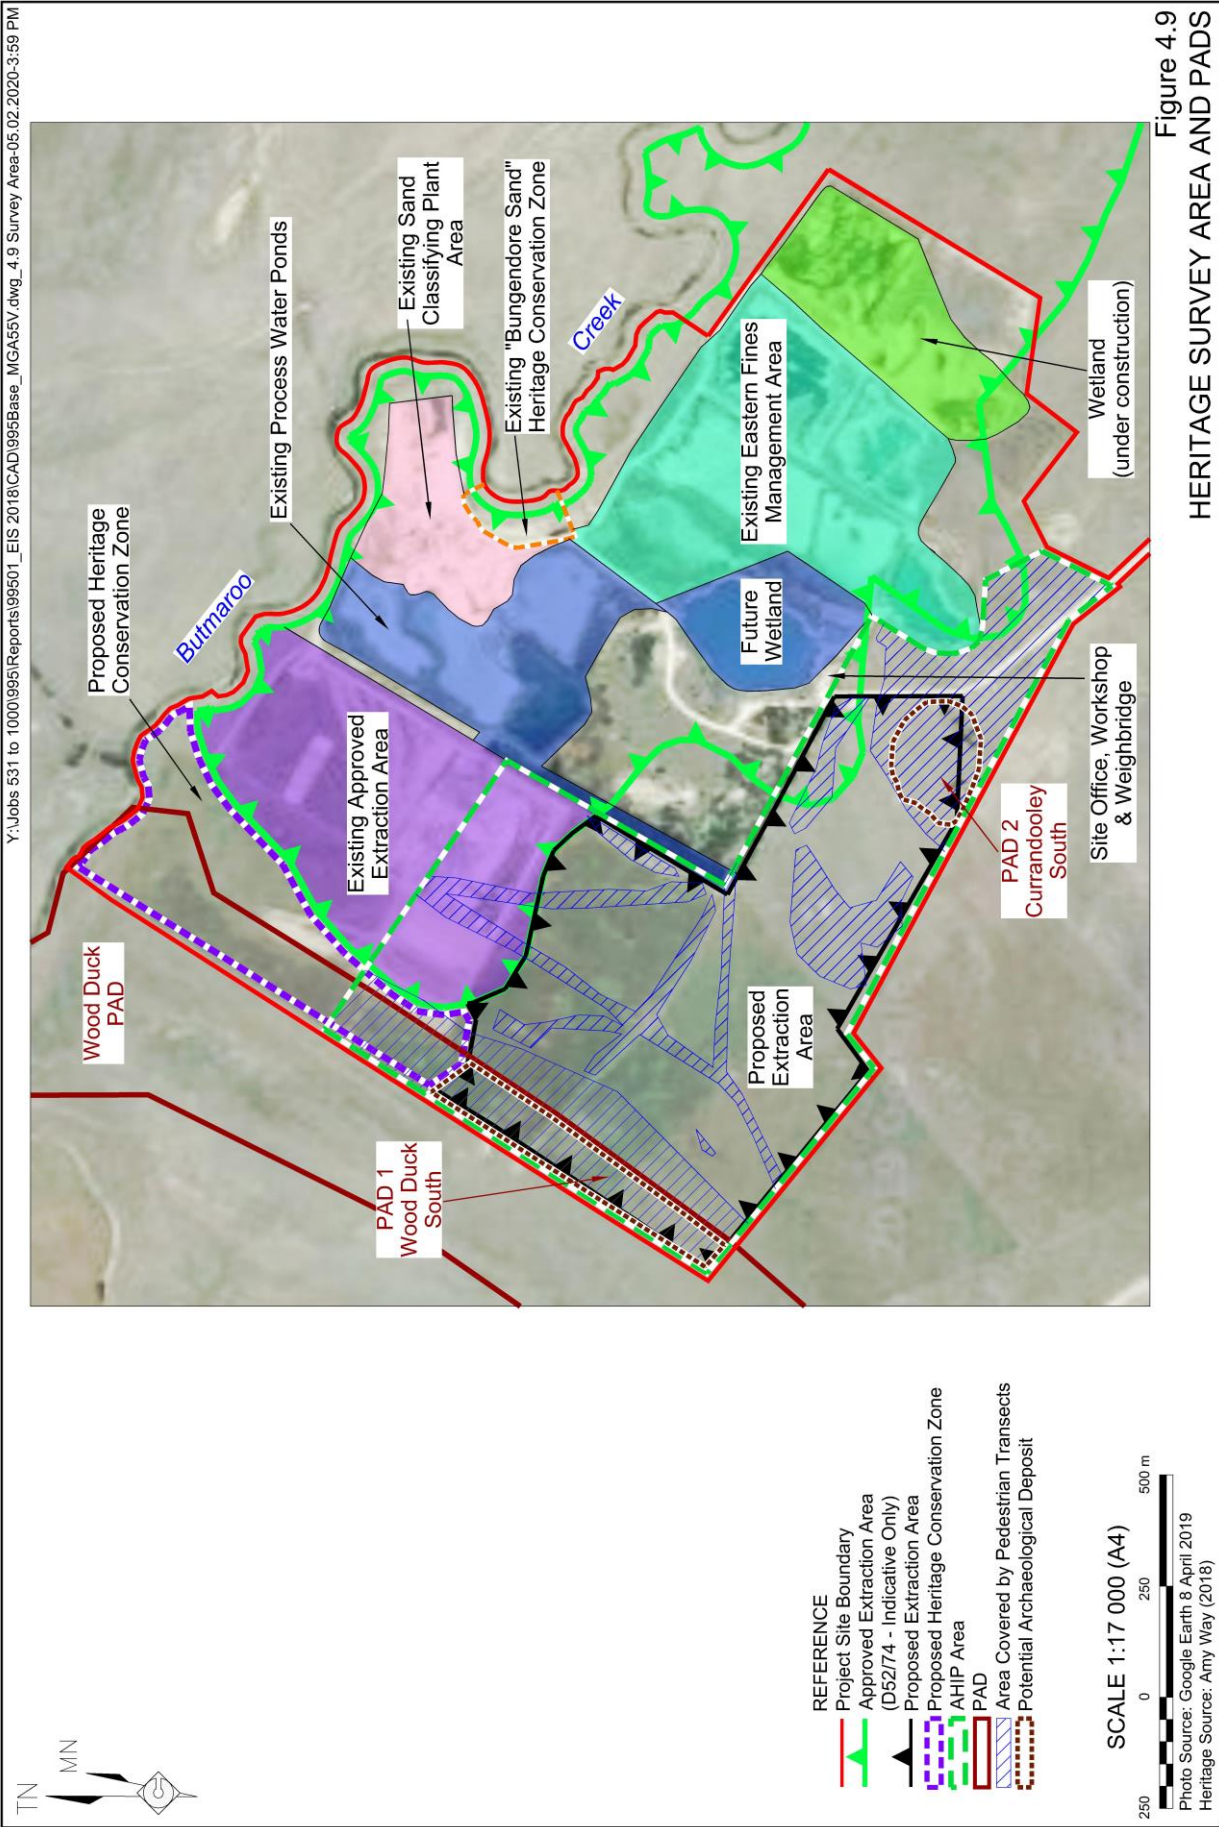 Y:\Jobs 531 to 1000\995\Reports\99501_EIS 2018\CAD\995Base_MGA55V.dwg_4.9 Survey Area-05.02.2020-3:59 PM
TN
MN
Proposed Heritage
Conservation Zone
Butmaroo
Existing Process Water Ponds
Existing Sand
Classifying Plant
Area
Existing "Bungendore Sand"
Heritage Conservation Zone
Creek
Wood Duck
PAD
Existing Approved
Extraction Area
PAD 1
Wood Duck
South
Future
Wetland
Existing Eastern Fines
Management Area
Proposed
Extraction
Area
PAD 2
Currandooley
South
Site Office, Workshop
& Weighbridge
Wetland
(under construction)
REFERENCE
Project Site Boundary
Approved Extraction Area
(D52/74 - Indicative Only)
Proposed Extraction Area
Proposed Heritage Conservation Zone
AHIP Area
PAD
Area Covered by Pedestrian Transects
Potential Archaeological Deposit
SCALE 1:17 000 (A4)
250 0 250 500 m
Photo Source: Google Earth 8 April 2019
Heritage Source: Amy Way (2018)
Figure 4.9
HERITAGE SURVEY AREA AND PADS